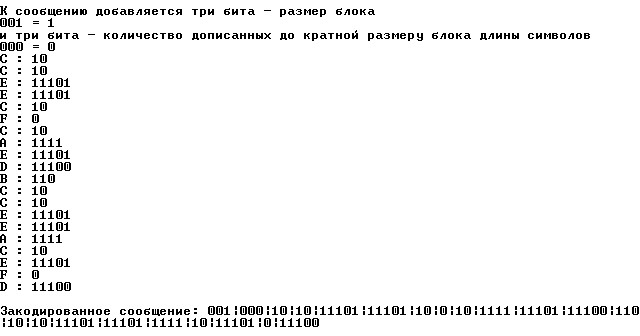 К сообщению добавляется три бита - размер блока
001 = 1
и три бита - количество дописанных до кратной размеру блока длины символов
000 = 0
C : 10
C : 10
E : 11101
E : 11101
C : 10
F : 0
C : 10
A : 1111
E : 11101
D : 11100
B : 110
C : 10
C : 10
E : 11101
E : 11101
A : 1111
C : 10
E : 11101
F : 0
D : 11100
Закодированное сообщение: 001¦000¦10¦10¦11101¦11101¦10¦0¦10¦1111¦11101¦11100¦110
¦10¦10¦11101¦11101¦1111¦10¦11101¦0¦11100